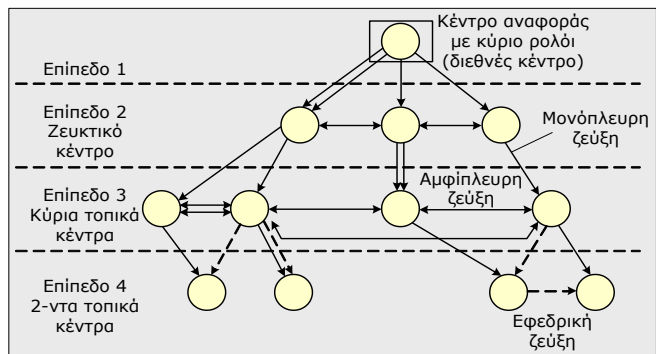 Κέντρο αναφοράς
με κύριο ρολόι
(διεθνές κέντρο)
Επίπεδο 1
Επίπεδο 2
Ζευκτικό
κέντρο
Μονόπλευρη
ζεύξη
Επίπεδο 3
Κύρια τοπικά
κέντρα
Αμφίπλευρη
ζεύξη
Επίπεδο 4
2-ντα τοπικά
κέντρα
Εφεδρική
ζεύξη